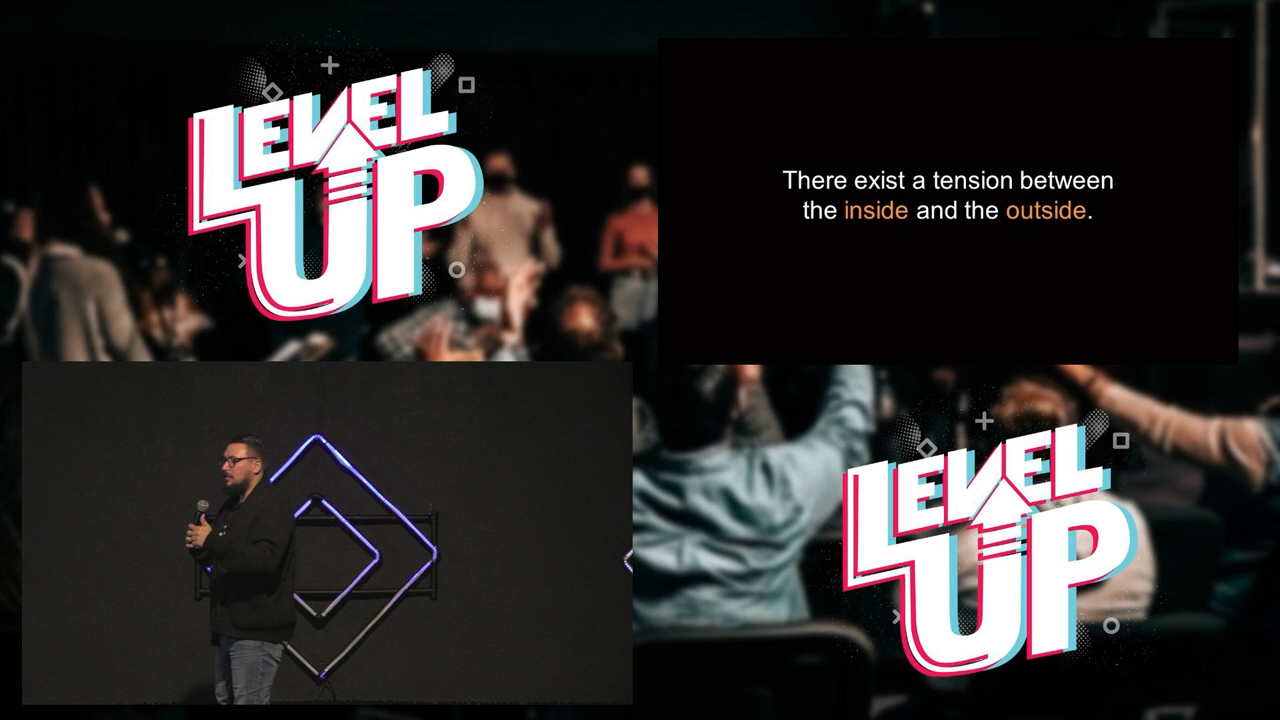 LEVEL
UP
There exist a tension between
the inside and the outside.
LEVEL
UP